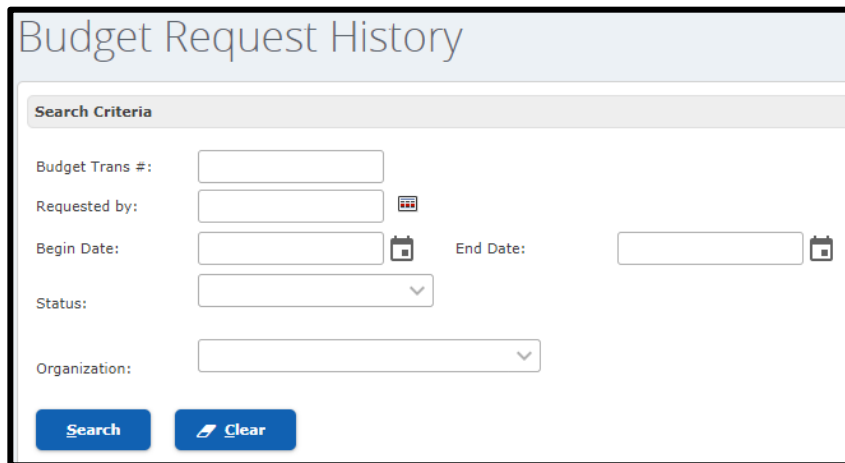 Budget Request History
Search Criteria
Budget Trans #:
Requested by:
Begin Date: End Date:
Status:
Organization:
Search Clear